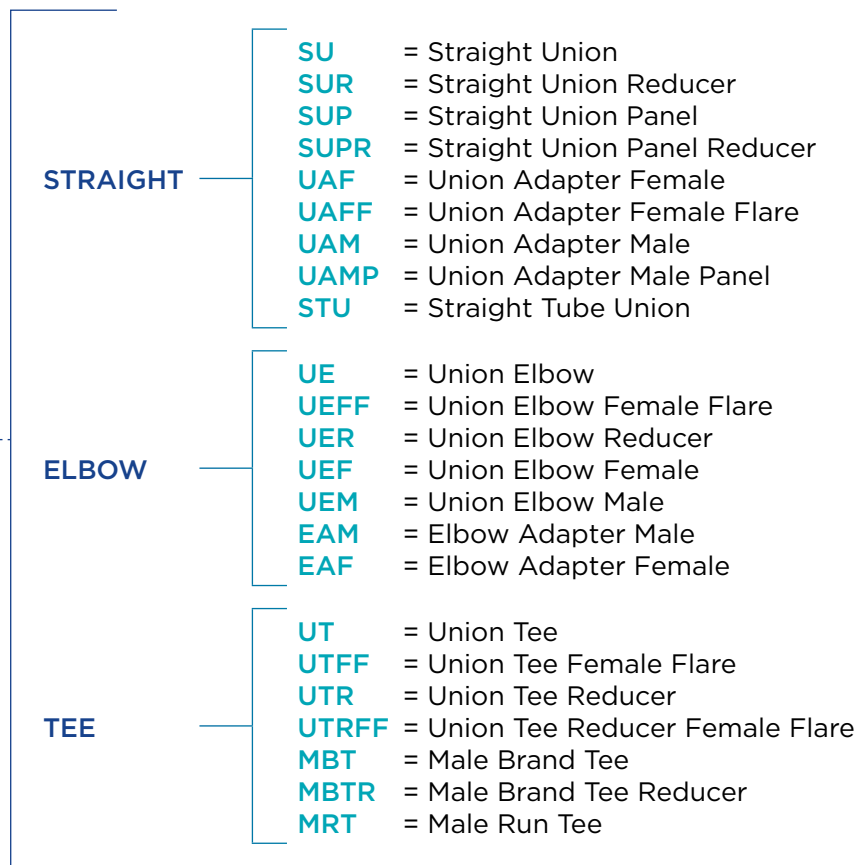 STRAIGHT
SU = Straight Union
SUR = Straight Union Reducer
SUP = Straight Union Panel
SUPR = Straight Union Panel Reducer
UAF = Union Adapter Female
UAFF = Union Adapter Female Flare
UAM = Union Adapter Male
UAMP = Union Adapter Male Panel
STU = Straight Tube Union
ELBOW
UE = Union Elbow
UEFF = Union Elbow Female Flare
UER = Union Elbow Reducer
UEF = Union Elbow Female
UEM = Union Elbow Male
EAM = Elbow Adapter Male
EAF = Elbow Adapter Female
TEE
UT = Union Tee
UTFF = Union Tee Female Flare
UTR = Union Tee Reducer
UTRFF = Union Tee Reducer Female Flare
MBT = Male Brand Tee
MBTR = Male Brand Tee Reducer
MRT = Male Run Tee